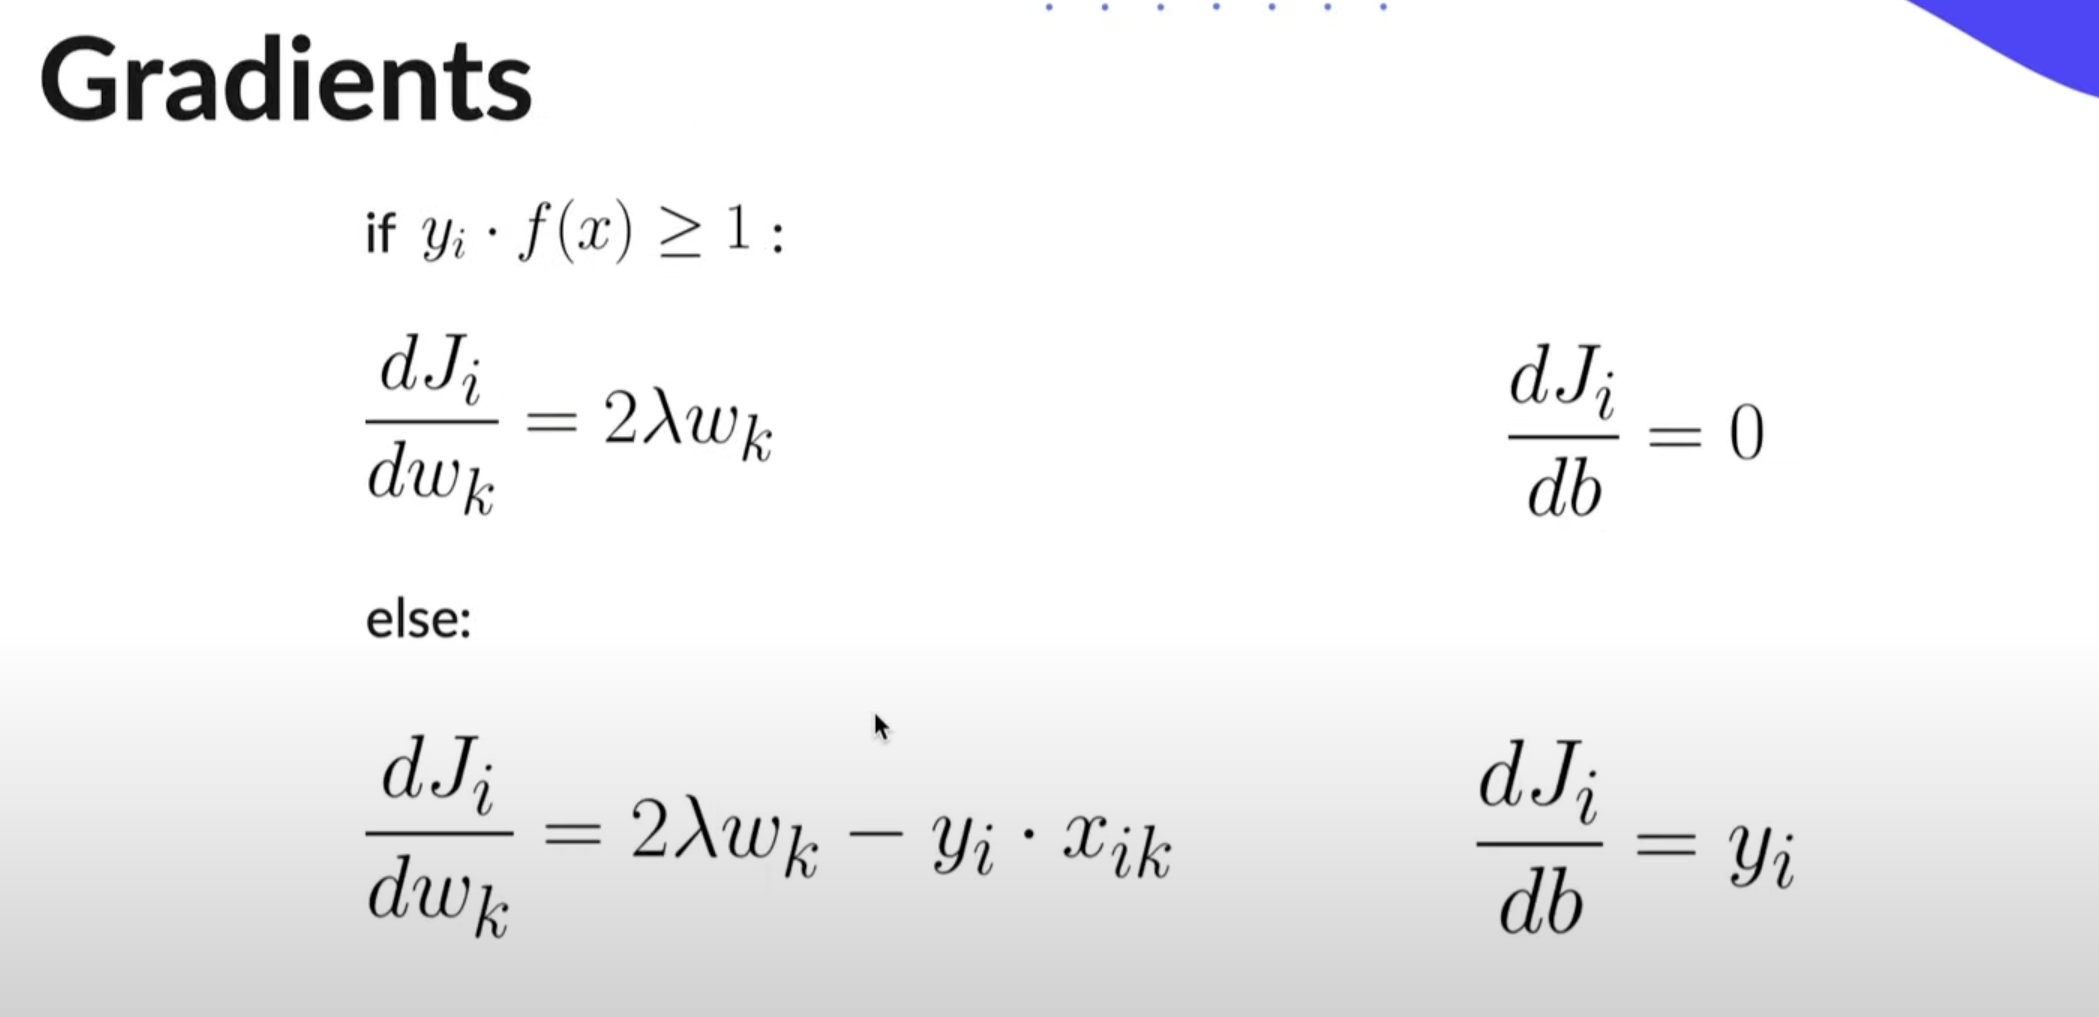 Gradients
if y_i · f(x) ≥ 1 :
dJ_i/dw_k = 2λw_k
dJ_i/db = 0
else:
dJ_i/dw_k = 2λw_k − y_i · x_ik
dJ_i/db = y_i